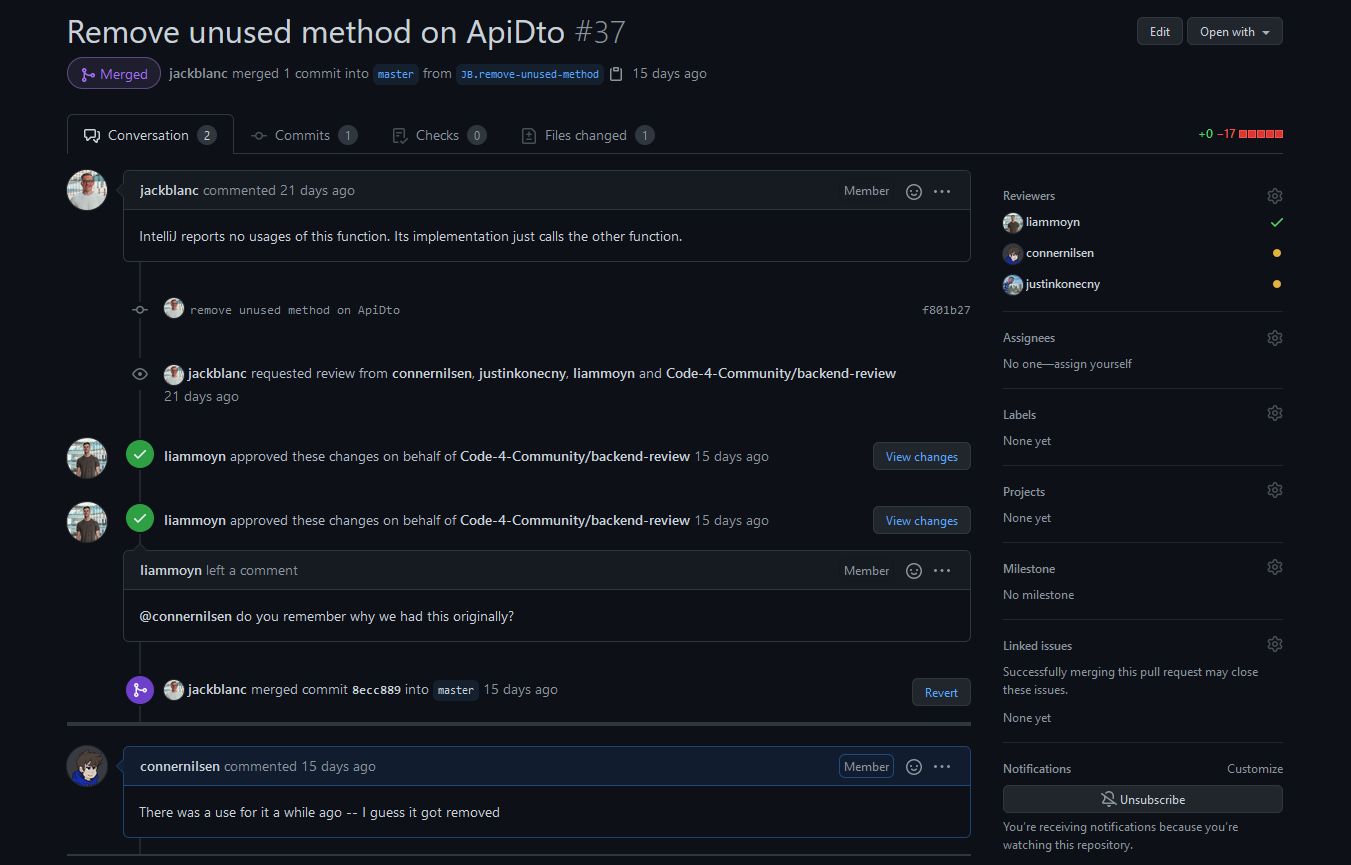 Remove unused method on ApiDto #37
Edit
Open with
Merged
jackblanc merged 1 commit into master from JB.remove-unused-method 15 days ago
Conversation 2
Commits 1
Checks 0
Files changed 1
+0 −17
jackblanc commented 21 days ago
Member
IntelliJ reports no usages of this function. Its implementation just calls the other function.
remove unused method on ApiDto
f801b27
jackblanc requested review from connernilsen, justinkonecny, liammoyn and Code-4-Community/backend-review
21 days ago
liammoyn approved these changes on behalf of Code-4-Community/backend-review 15 days ago
View changes
liammoyn approved these changes on behalf of Code-4-Community/backend-review 15 days ago
View changes
liammoyn left a comment
Member
@connernilsen do you remember why we had this originally?
jackblanc merged commit 8ecc889 into master 15 days ago
Revert
connernilsen commented 15 days ago
Member
There was a use for it a while ago -- I guess it got removed
Reviewers
liammoyn
connernilsen
justinkonecny
Assignees
No one—assign yourself
Labels
None yet
Projects
None yet
Milestone
No milestone
Linked issues
Successfully merging this pull request may close
these issues.
None yet
Notifications
Customize
Unsubscribe
You're receiving notifications because you're
watching this repository.